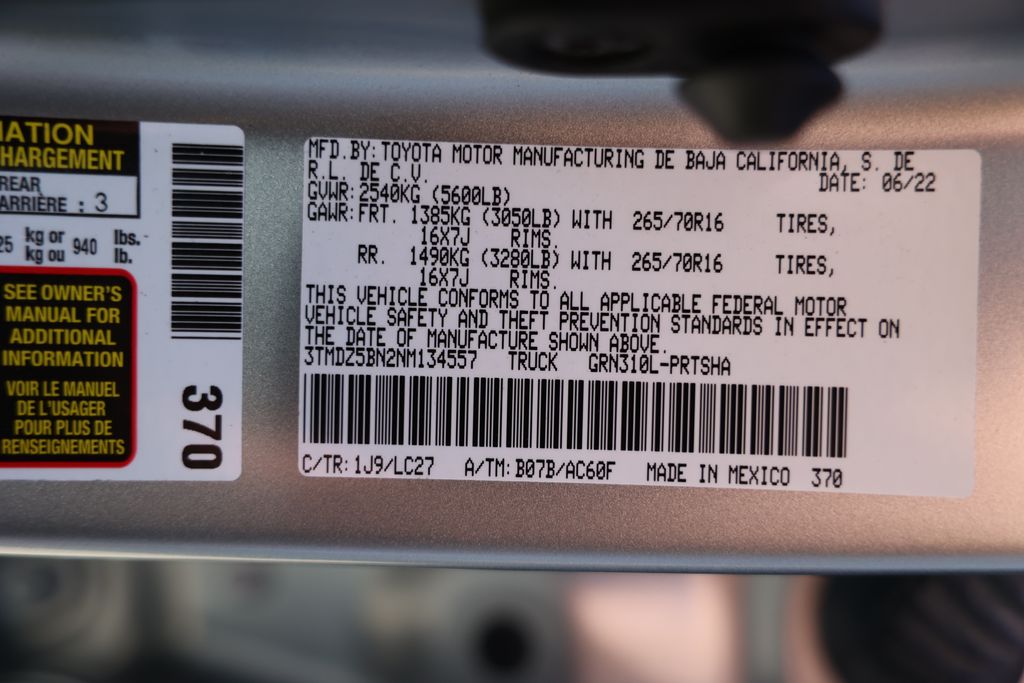 MATION
CHARGEMENT
REAR
ARRIÈRE : 3
25 kg or 940 lbs.
kg ou lb.
SEE OWNER'S
MANUAL FOR
ADDITIONAL
INFORMATION
VOIR LE MANUEL
DE L'USAGER
POUR PLUS DE
RENSEIGNEMENTS
370
MFD.BY:TOYOTA MOTOR MANUFACTURING DE BAJA CALIFORNIA, S. DE
R.L. DE C.V. DATE: 06/22
GVWR:2540KG (5600LB)
GAWR:FRT. 1385KG (3050LB) WITH 265/70R16 TIRES,
16X7J RIMS.
RR. 1490KG (3280LB) WITH 265/70R16 TIRES,
16X7J RIMS.
THIS VEHICLE CONFORMS TO ALL APPLICABLE FEDERAL MOTOR
VEHICLE SAFETY AND THEFT PREVENTION STANDARDS IN EFFECT ON
THE DATE OF MANUFACTURE SHOWN ABOVE.
3TMDZ5BN2NM134557 TRUCK GRN310L-PRTSHA
C/TR:1J9/LC27 A/TM:B07B/AC60F MADE IN MEXICO 370